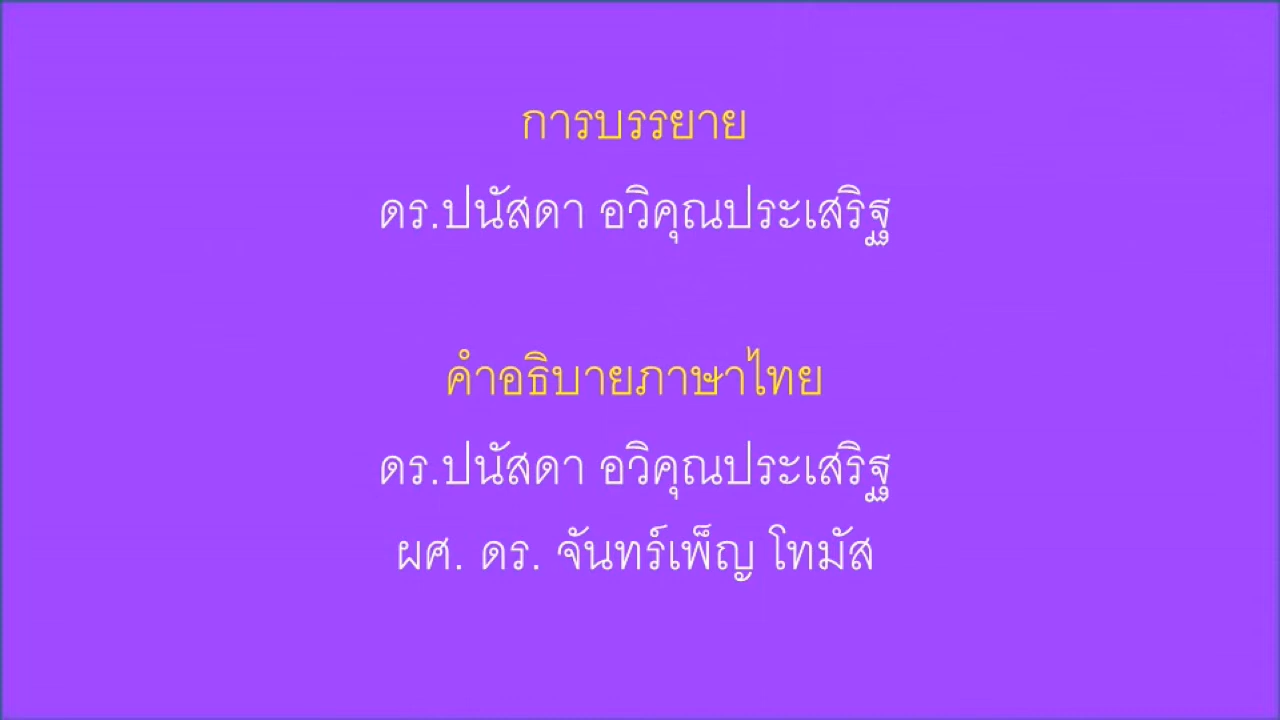 การบรรยาย
ดร.ปนัสดา อวิคุณประเสริฐ
คำอธิบายภาษาไทย
ดร.ปนัสดา อวิคุณประเสริฐ
ผศ. ดร. จันทร์เพ็ญ โทมัส